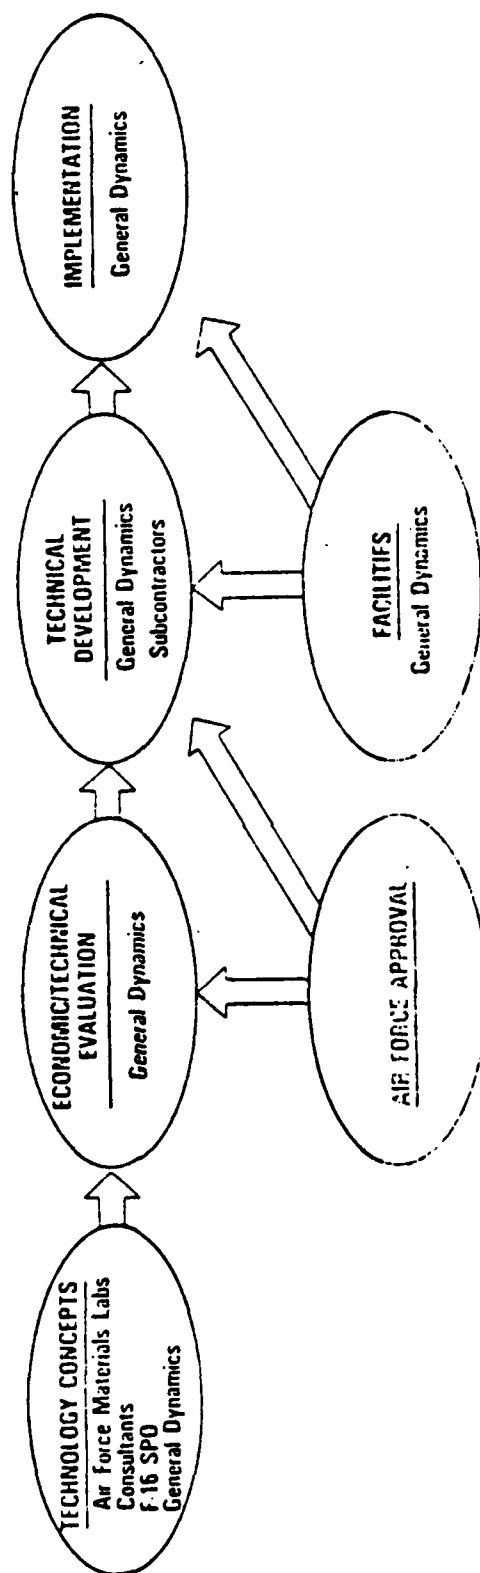 TECHNOLOGY CONCEPTS
Air Force Materials Labs
Consultants
F-16 SPO
General Dynamics
ECONOMIC/TECHNICAL
EVALUATION
General Dynamics
TECHNICAL
DEVELOPMENT
General Dynamics
Subcontractors
IMPLEMENTATION
General Dynamics
AIR FORCE APPROVAL
FACILITIES
General Dynamics